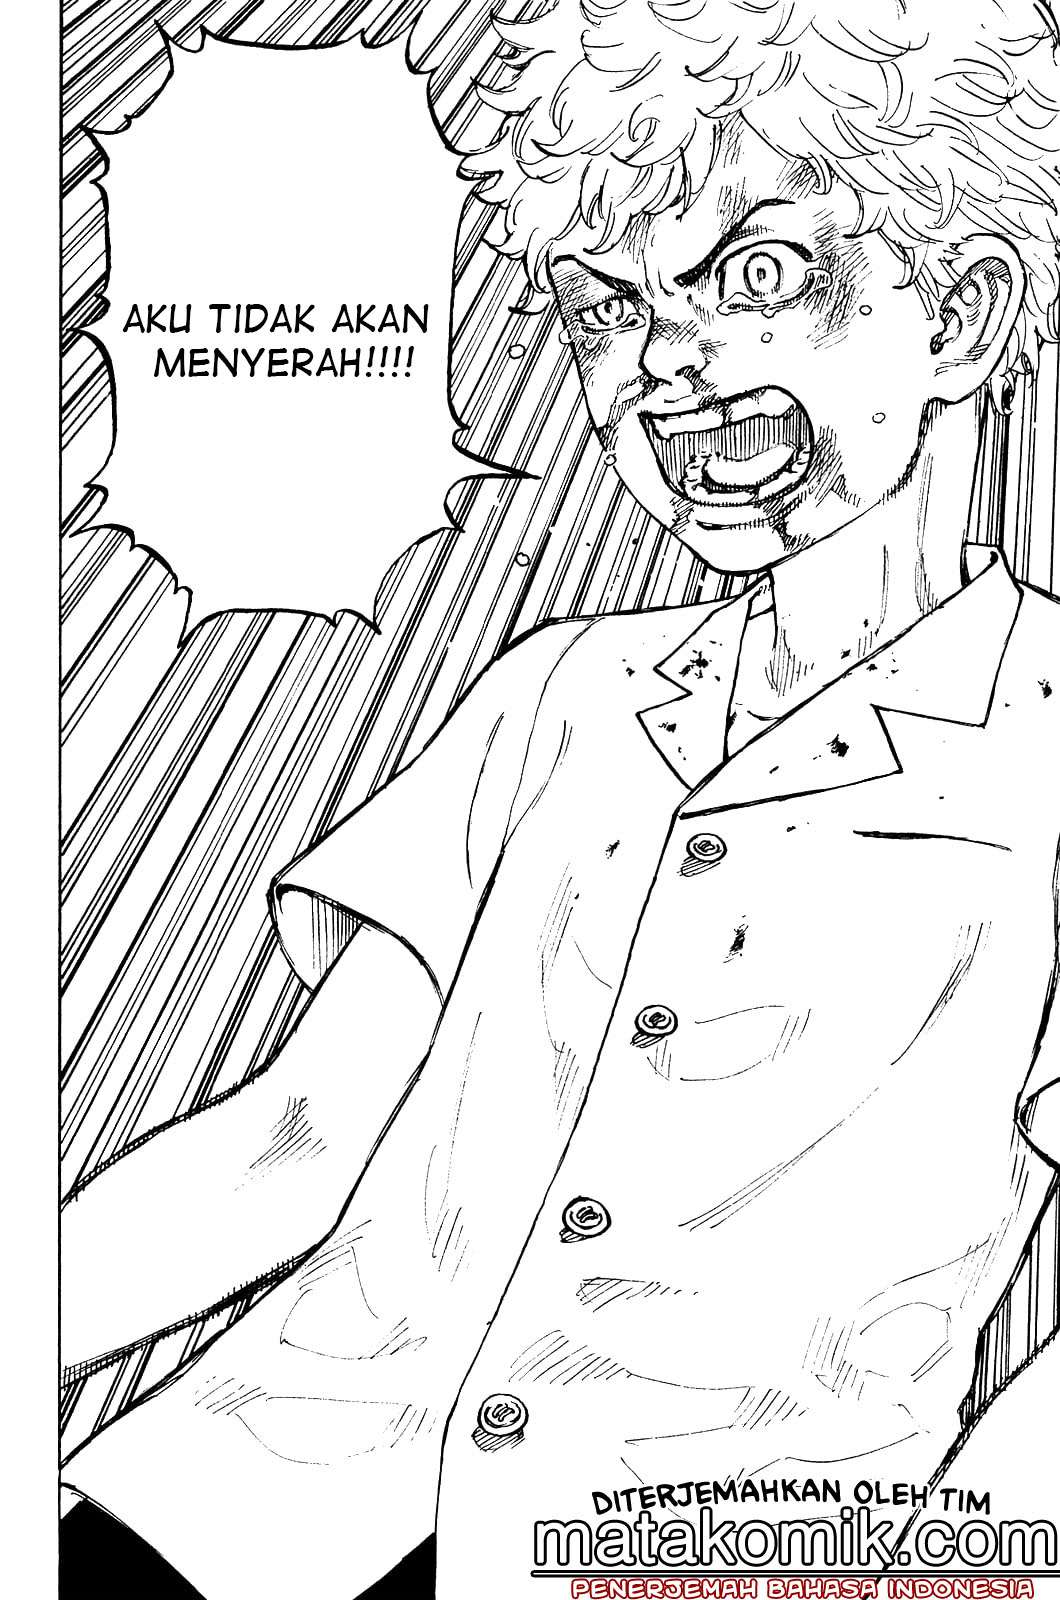 AKU TIDAK AKAN
MENYERAH!!!!
DITERJEMAHKAN OLEH TIM
matakomik.com
PENERJEMAH BAHASA INDONESIA